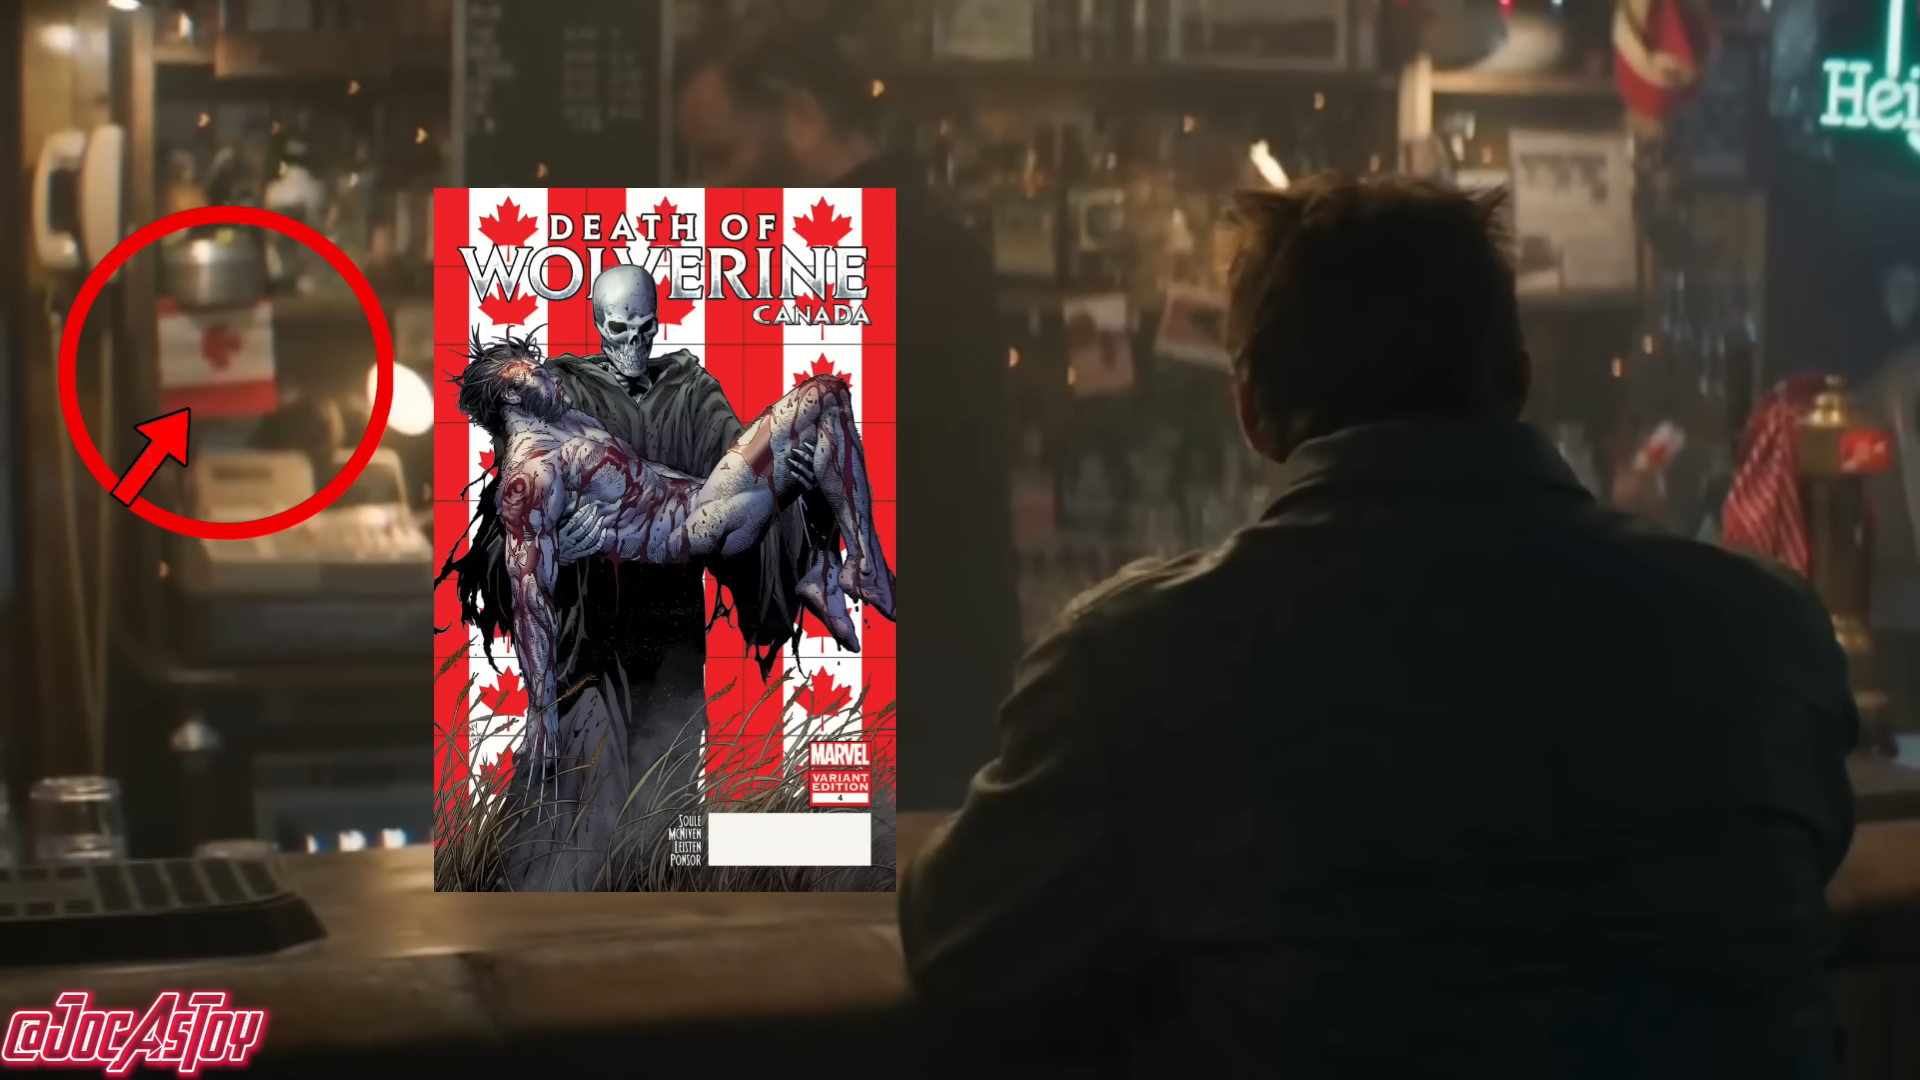 Hei
DEATH OF
WOLVERINE
CANADA
MARVEL
VARIANT
EDITION
4
SOULE
MCNIVEN
LEISTEN
PONSOR
@JOCASTOY